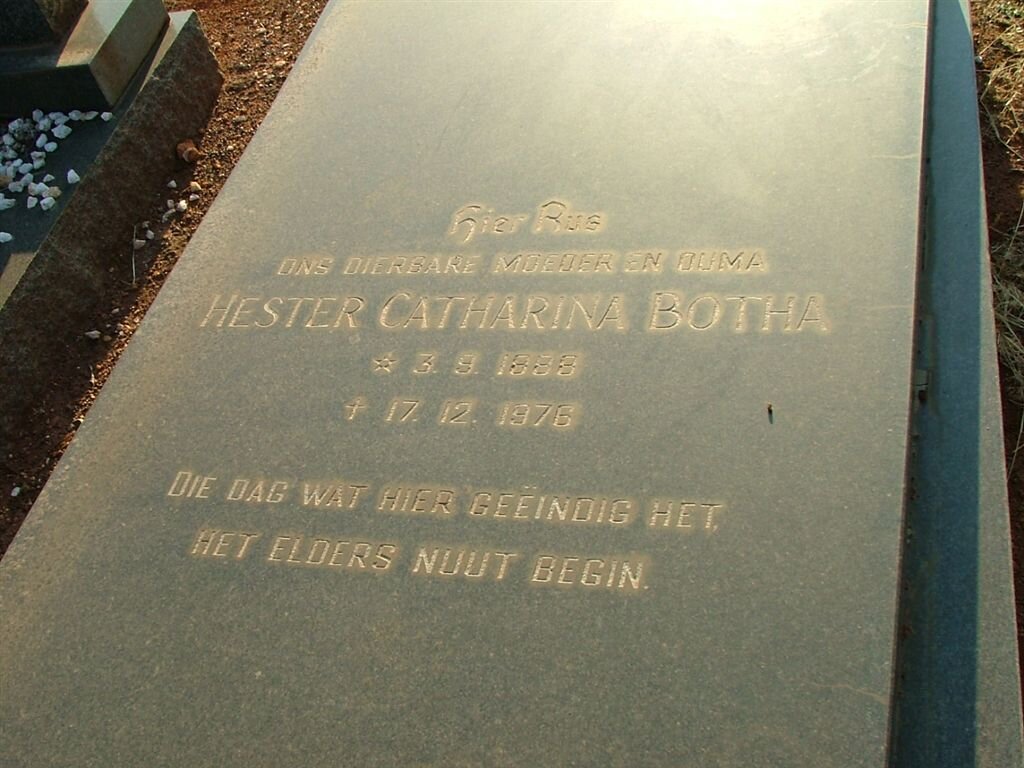 Hier Rus
ONS DIERBARE MOEDER EN OUMA
HESTER CATHARINA BOTHA
☆ 3. 9. 1888
✝ 17. 12. 1976
DIE DAG WAT HIER GEËINDIG HET,
HET ELDERS NUUT BEGIN.